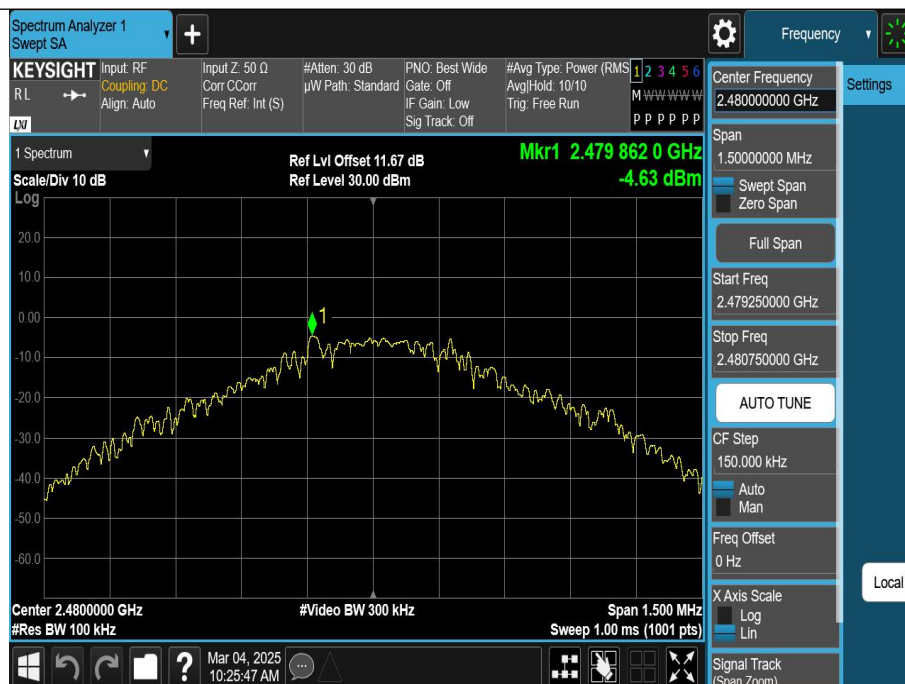 Spectrum Analyzer 1
Swept SA
+
Frequency
KEYSIGHT
RL
LXI
Input: RF
Coupling: DC
Align: Auto
Input Z: 50 Ω
Corr CCorr
Freq Ref: Int (S)
#Atten: 30 dB
µW Path: Standard
PNO: Best Wide
Gate: Off
IF Gain: Low
Sig Track: Off
#Avg Type: Power (RMS
Avg|Hold: 10/10
Trig: Free Run
1 2 3 4 5 6
M W W W W W
P P P P P P
1 Spectrum
Scale/Div 10 dB
Log
Ref Lvl Offset 11.67 dB
Ref Level 30.00 dBm
Mkr1 2.479 862 0 GHz
-4.63 dBm
20.0
10.0
0.00
-10.0
-20.0
-30.0
-40.0
-50.0
-60.0
1
Center 2.4800000 GHz
#Res BW 100 kHz
#Video BW 300 kHz
Span 1.500 MHz
Sweep 1.00 ms (1001 pts)
?
Mar 04, 2025
10:25:47 AM
Center Frequency
2.480000000 GHz
Span
1.50000000 MHz
Swept Span
Zero Span
Full Span
Start Freq
2.479250000 GHz
Stop Freq
2.480750000 GHz
AUTO TUNE
CF Step
150.000 kHz
Auto
Man
Freq Offset
0 Hz
X Axis Scale
Log
Lin
Signal Track
(Span Zoom)
Settings
Local